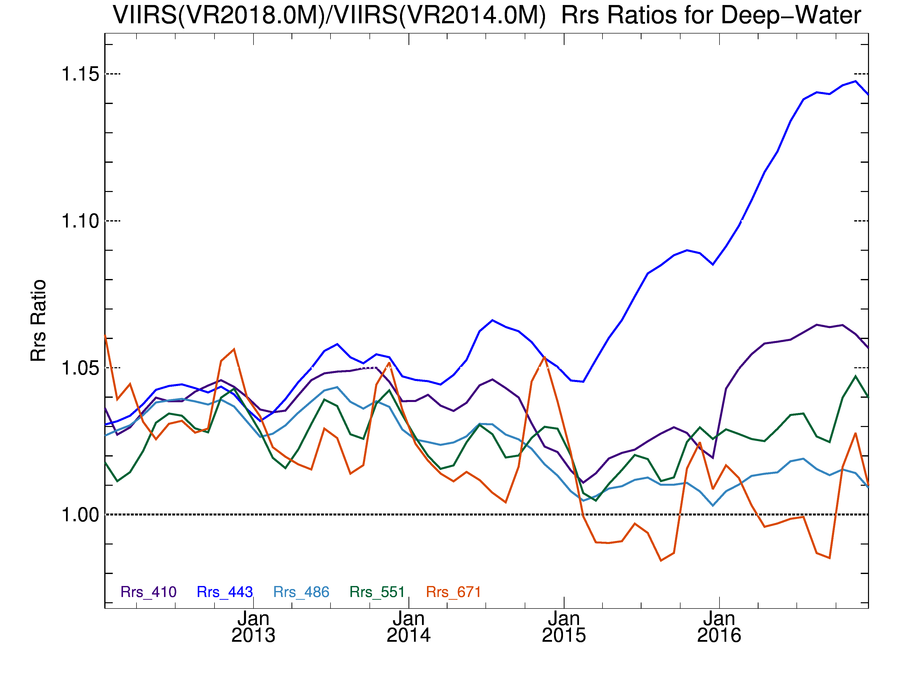 VIIRS(VR2018.0M)/VIIRS(VR2014.0M)  Rrs Ratios for Deep−Water
1.15
1.10
1.05
1.00
Rrs Ratio
Rrs_410 Rrs_443 Rrs_486 Rrs_551 Rrs_671
Jan Jan Jan Jan
2013 2014 2015 2016